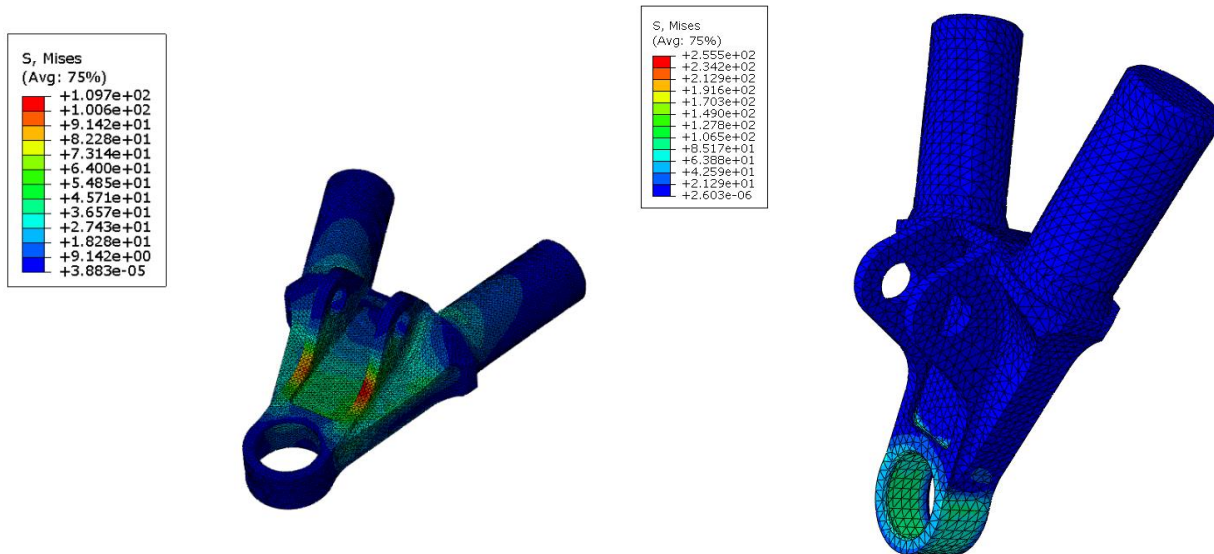 S, Mises
(Avg: 75%)
+1.097e+02
+1.006e+02
+9.142e+01
+8.228e+01
+7.314e+01
+6.400e+01
+5.485e+01
+4.571e+01
+3.657e+01
+2.743e+01
+1.828e+01
+9.142e+00
+3.883e-05
S, Mises
(Avg: 75%)
+2.555e+02
+2.342e+02
+2.129e+02
+1.916e+02
+1.703e+02
+1.490e+02
+1.278e+02
+1.065e+02
+8.517e+01
+6.388e+01
+4.259e+01
+2.129e+01
+2.603e-06